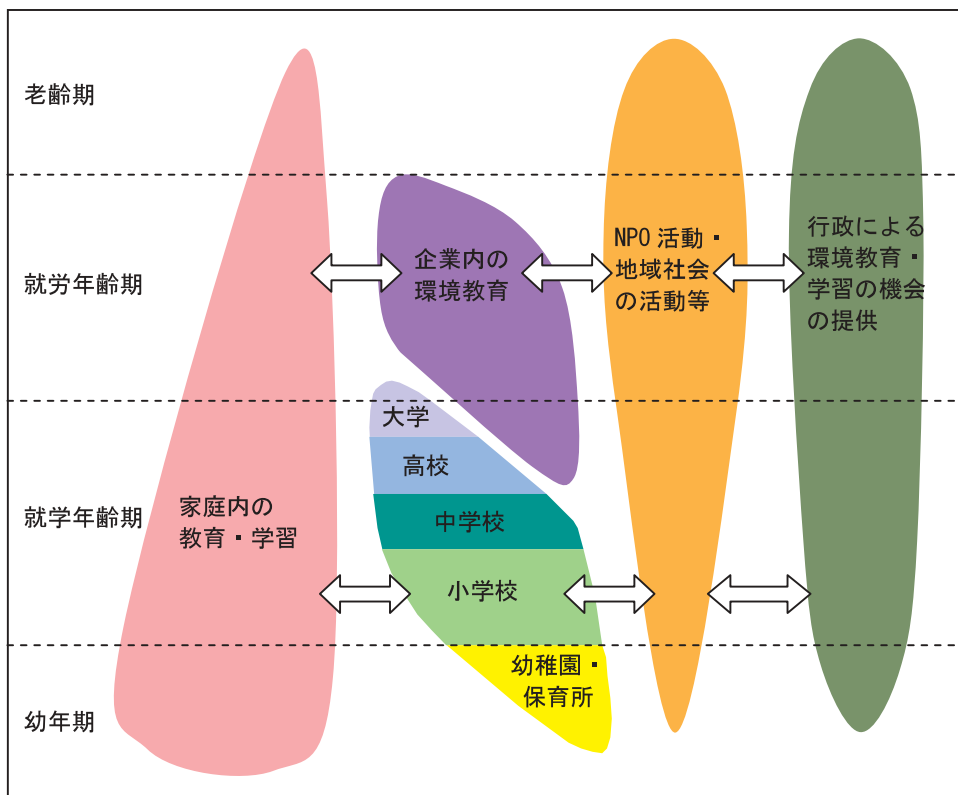 老齢期
就労年齢期
就学年齢期
幼年期
家庭内の
教育・学習
企業内の
環境教育
大学
高校
中学校
小学校
幼稚園・
保育所
NPO 活動・
地域社会
の活動等
行政による
環境教育・
学習の機会
の提供